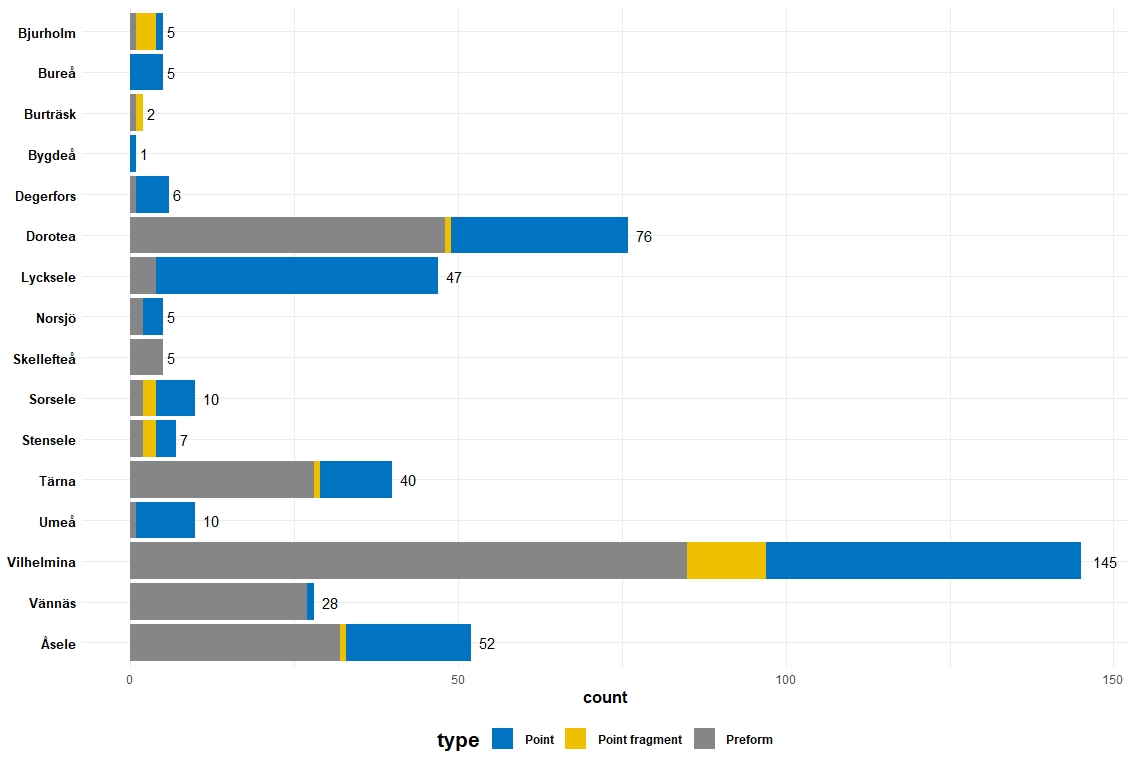 Bjurholm 5
Bureå 5
Burträsk 2
Bygdeå 1
Degerfors 6
Dorotea 76
Lycksele 47
Norsjö 5
Skellefteå 5
Sorsele 10
Stensele 7
Tärna 40
Umeå 10
Vilhelmina 145
Vännäs 28
Åsele 52
0 50 100 150
count
type Point Point fragment Preform